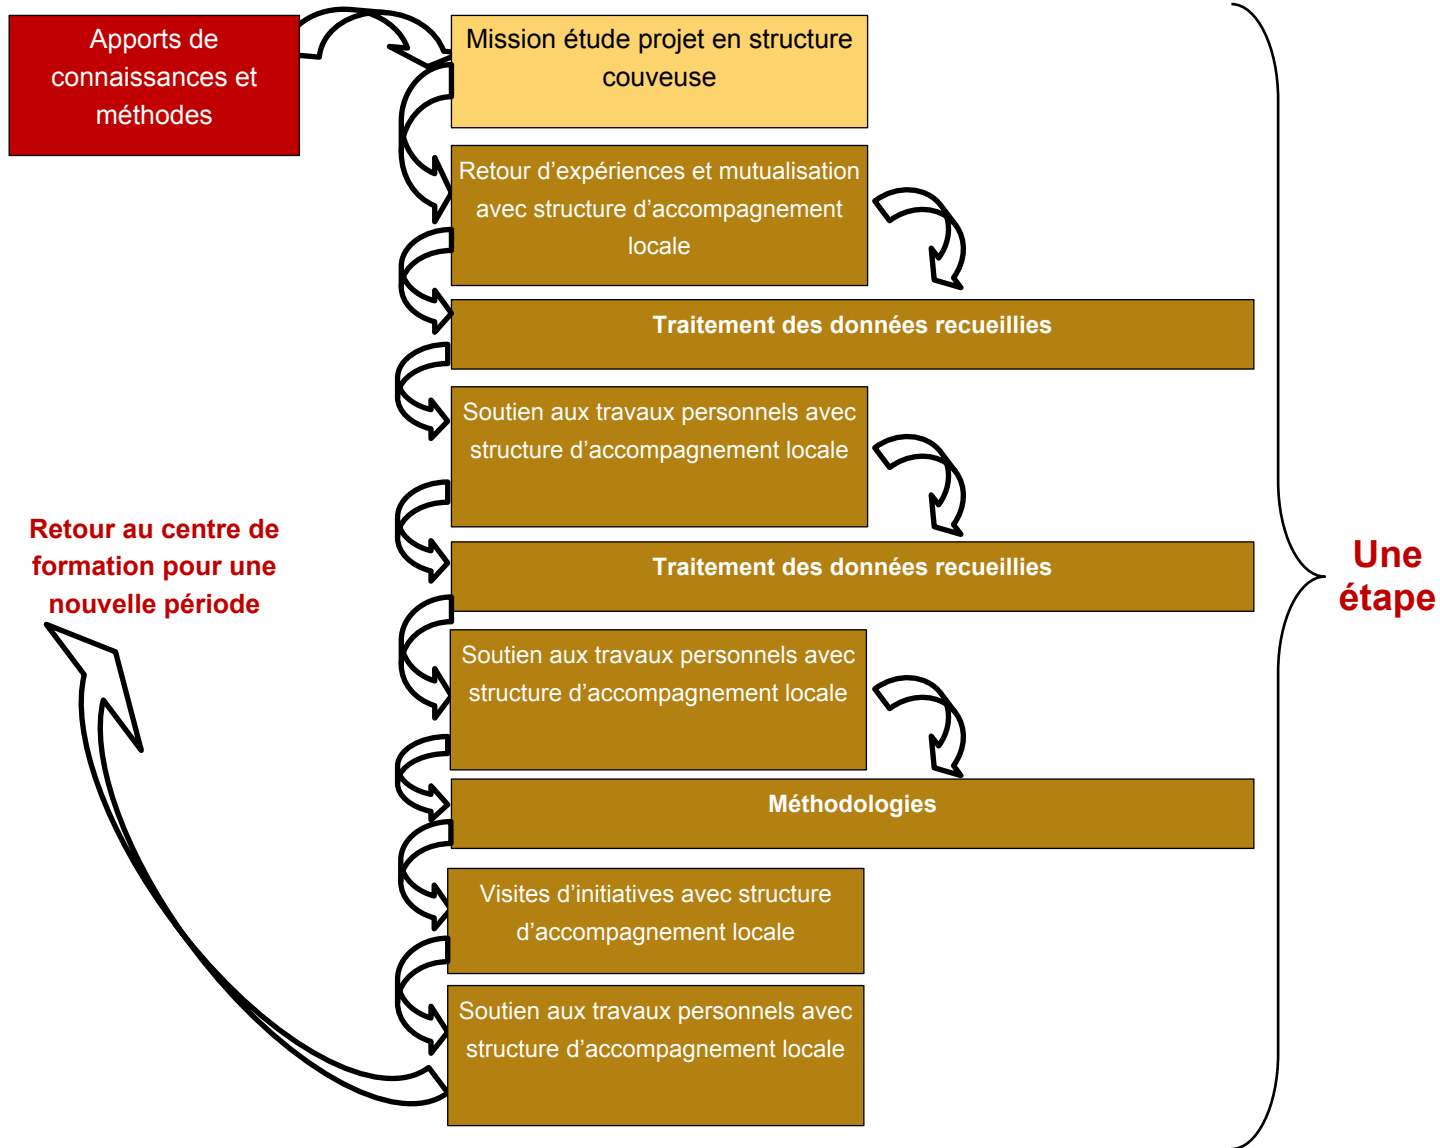 Apports de
connaissances et
méthodes
Mission étude projet en structure
couveuse
Retour d’expériences et mutualisation
avec structure d’accompagnement
locale
Traitement des données recueillies
Soutien aux travaux personnels avec
structure d’accompagnement locale
Traitement des données recueillies
Soutien aux travaux personnels avec
structure d’accompagnement locale
Méthodologies
Visites d’initiatives avec structure
d’accompagnement locale
Soutien aux travaux personnels avec
structure d’accompagnement locale
Retour au centre de
formation pour une
nouvelle période
Une
étape